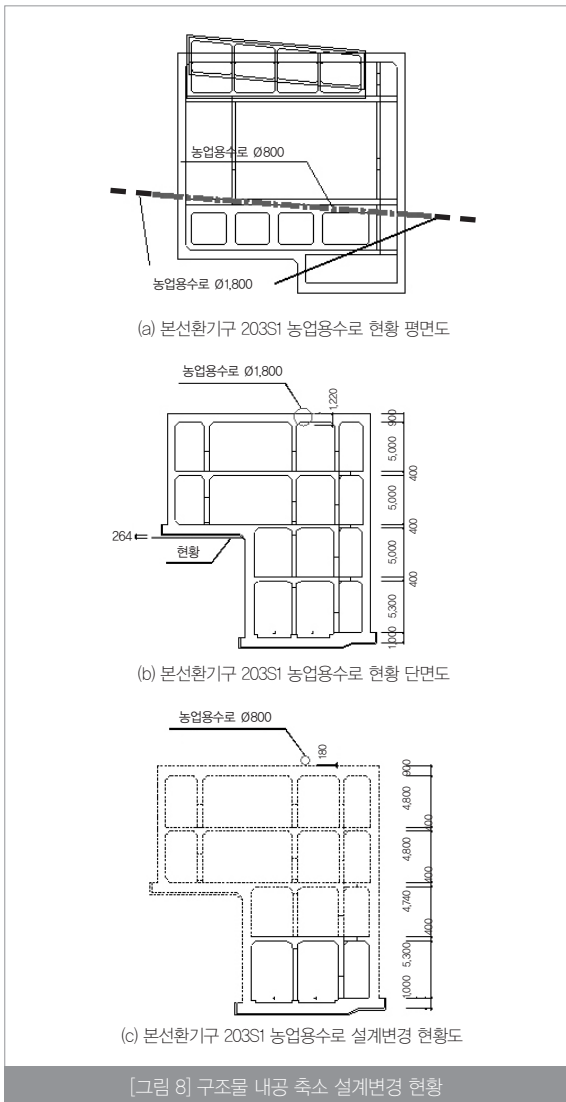 농업용수로 Ø800
농업용수로 Ø1,800
(a) 본선환기구 203S1 농업용수로 현황 평면도
농업용수로 Ø1,800
1,220
900
5,000
400
5,000
400
264
현황
5,000
400
5,300
1,000
(b) 본선환기구 203S1 농업용수로 현황 단면도
농업용수로 Ø800
180
900
4,800
400
4,800
400
4,740
400
5,300
1,000
(c) 본선환기구 203S1 농업용수로 설계변경 현황도
[그림 8] 구조물 내공 축소 설계변경 현황